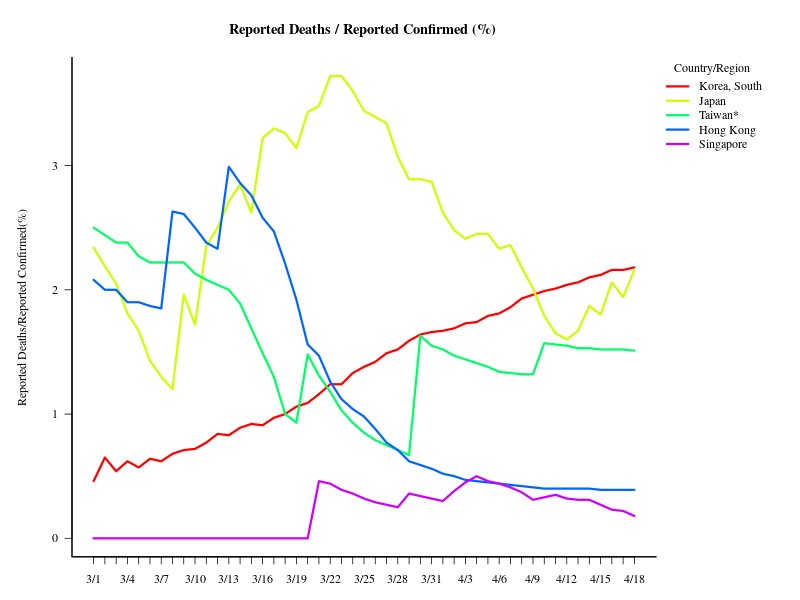 Reported Deaths / Reported Confirmed (%)
Country/Region
Korea, South
Japan
Taiwan*
Hong Kong
Singapore
Reported Deaths/Reported Confirmed(%)
3
2
1
0
3/1 3/4 3/7 3/10 3/13 3/16 3/19 3/22 3/25 3/28 3/31 4/3 4/6 4/9 4/12 4/15 4/18